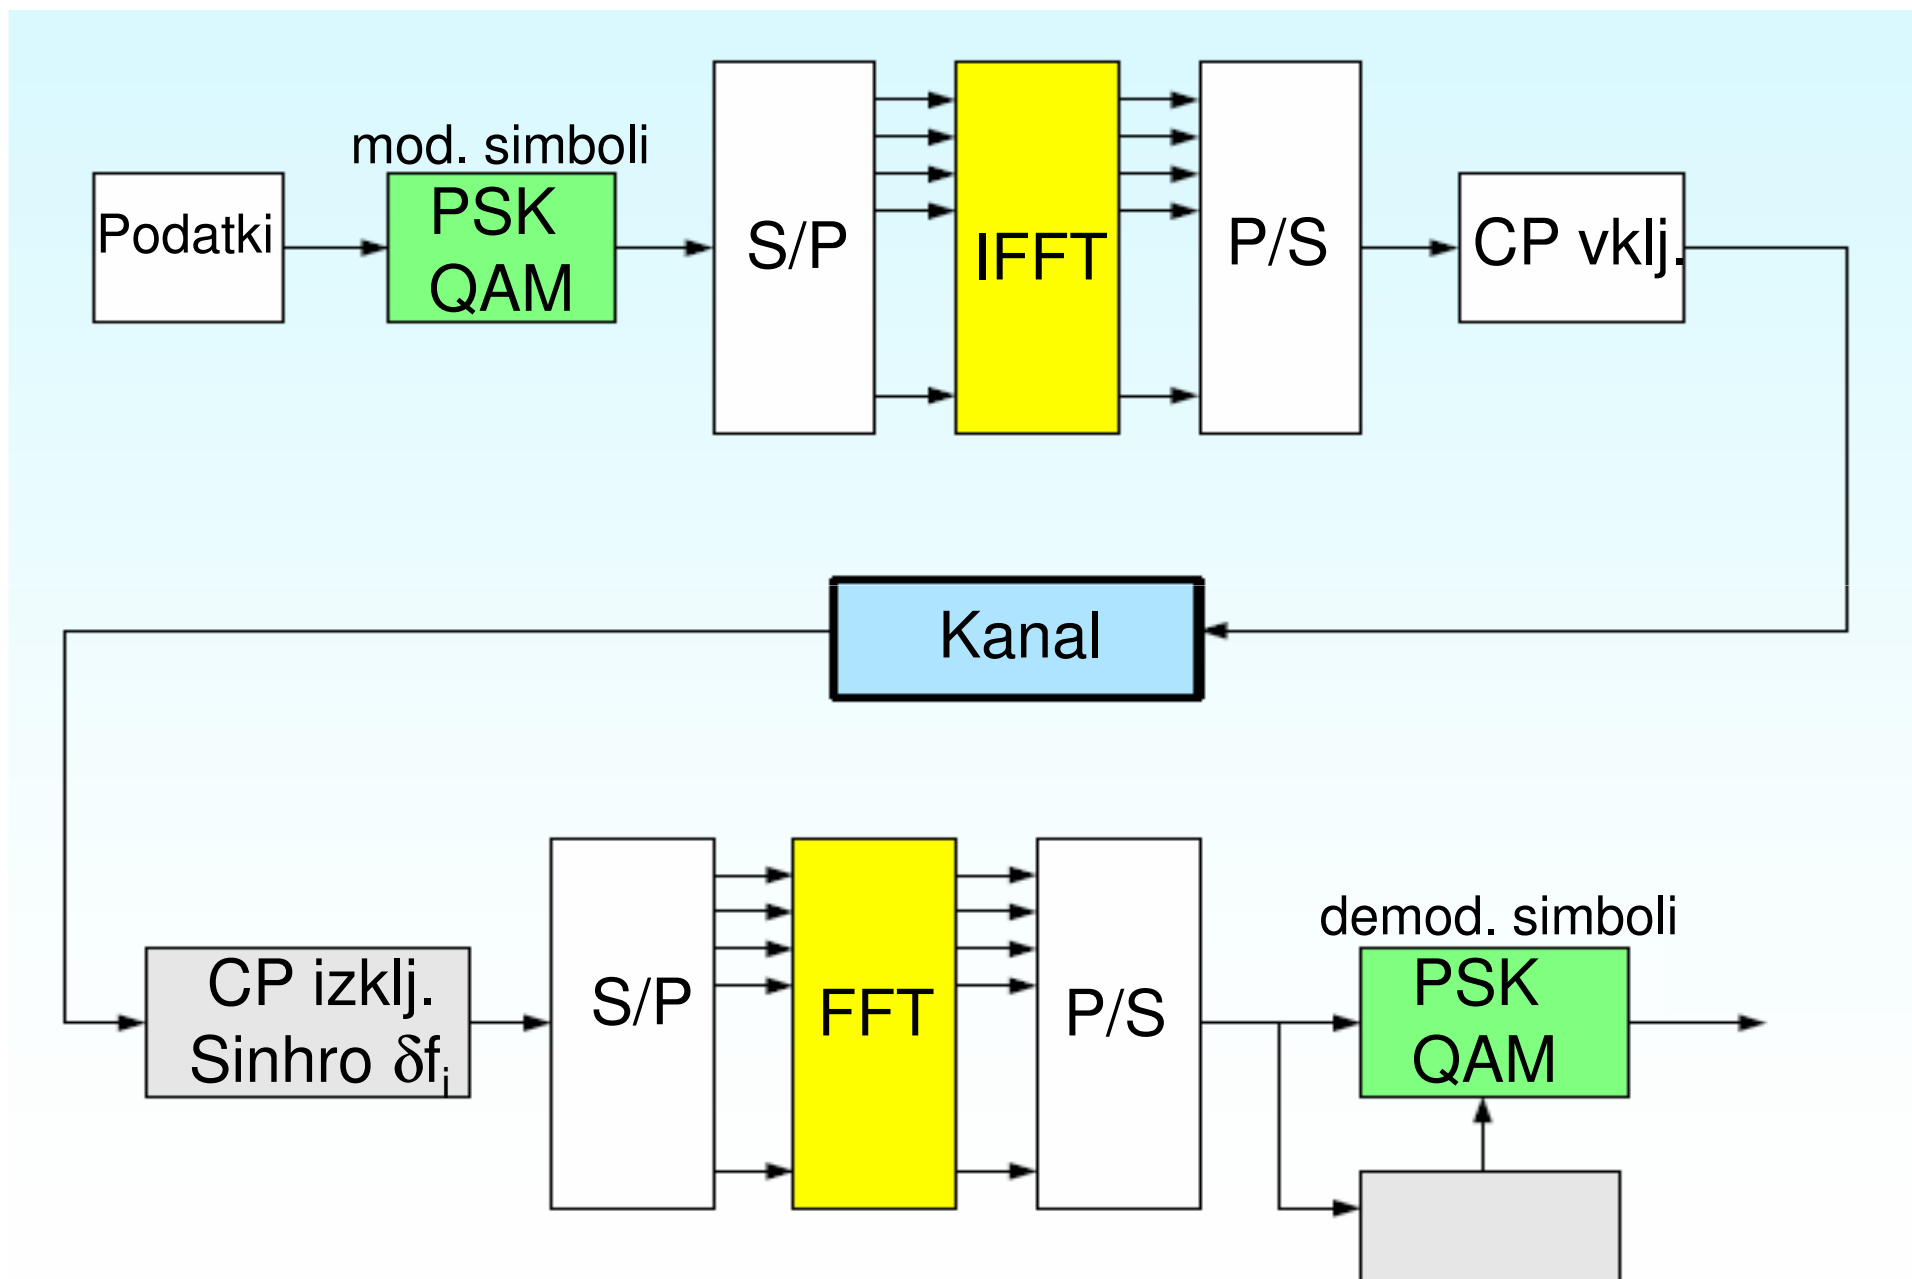 mod. simboli
Podatki
PSK
QAM
S/P
IFFT
P/S
CP vklj.
Kanal
CP izklj.
Sinhro δfᵢ
S/P
FFT
P/S
demod. simboli
PSK
QAM